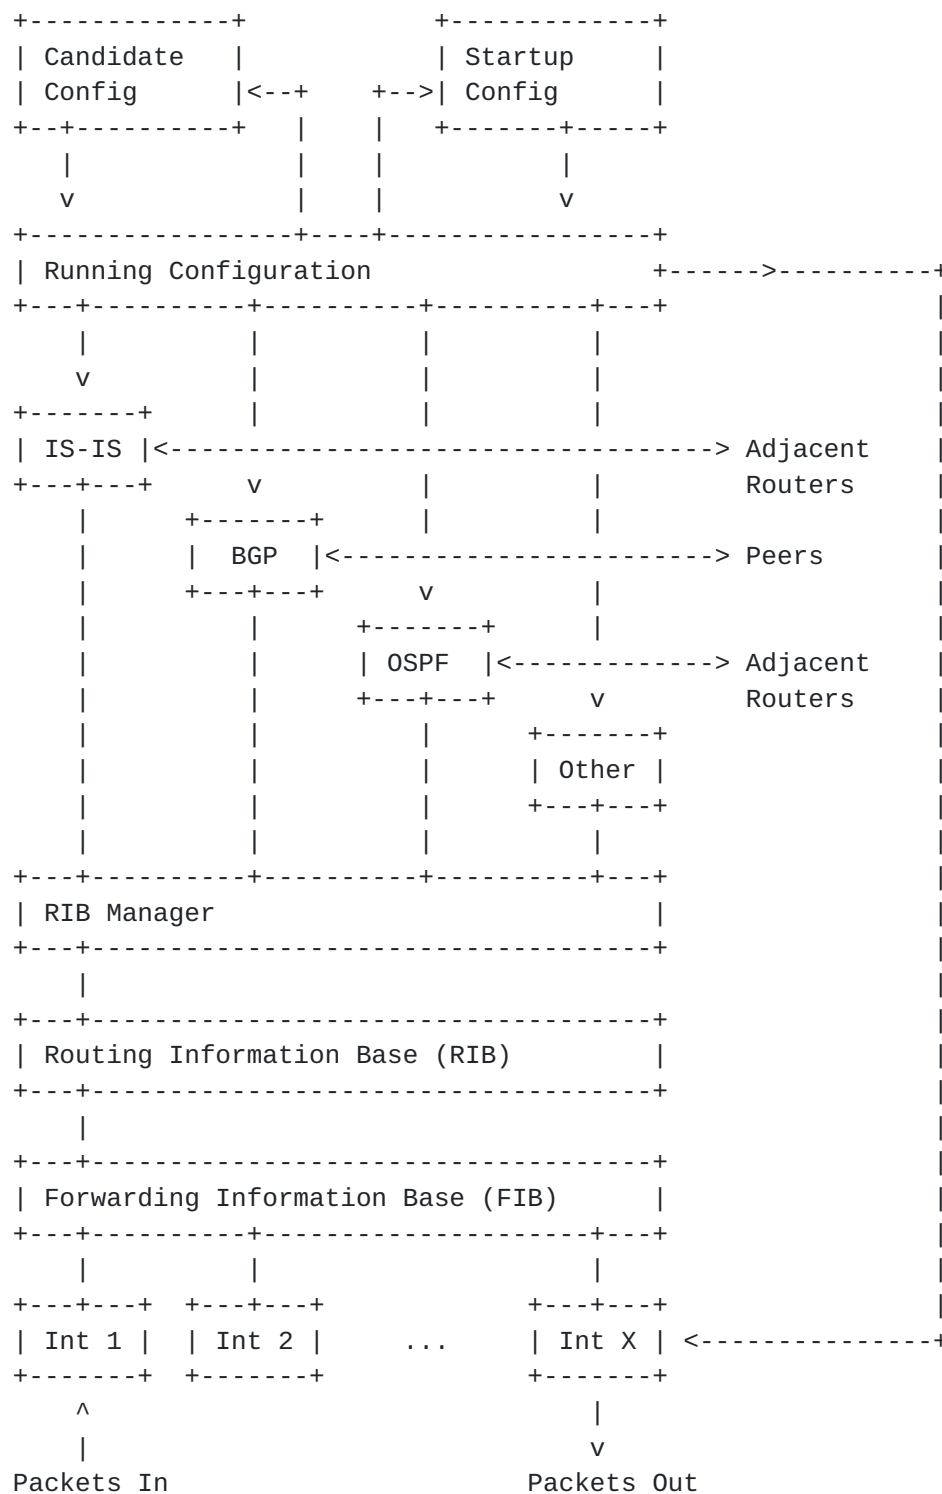 Candidate Startup
Config Config
Running Configuration
IS-IS Adjacent
Routers
BGP Peers
OSPF Adjacent
Routers
Other
RIB Manager
Routing Information Base (RIB)
Forwarding Information Base (FIB)
Int 1 Int 2 ... Int X
Packets In Packets Out